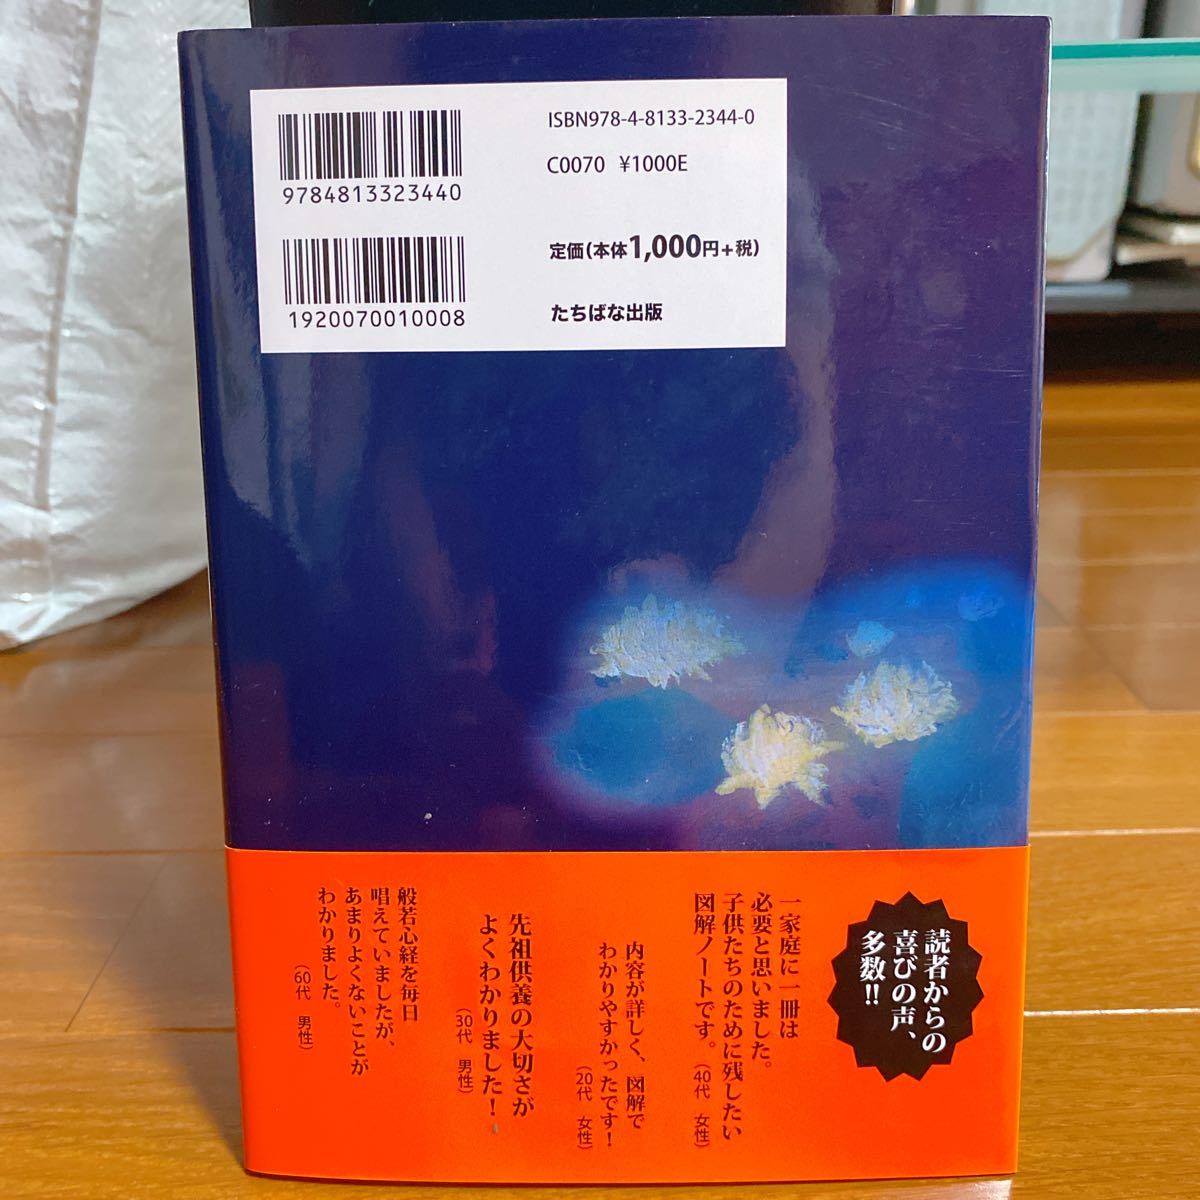 9784813323440
1920070010008
ISBN978-4-8133-2344-0
C0070 ¥1000E
定価(本体1,000円+税)
たちばな出版
読者からの
喜びの声、
多数!!
一家庭に一冊は
必要と思いました。
子供たちのために残したい
図解ノートです。
(40代 女性)
内容が詳しく、図解で
わかりやすかったです!
(20代 女性)
先祖供養の大切さが
よくわかりました!
(30代 男性)
般若心経を毎日
唱えていましたが、
あまりよくないことが
わかりました。
(60代 男性)